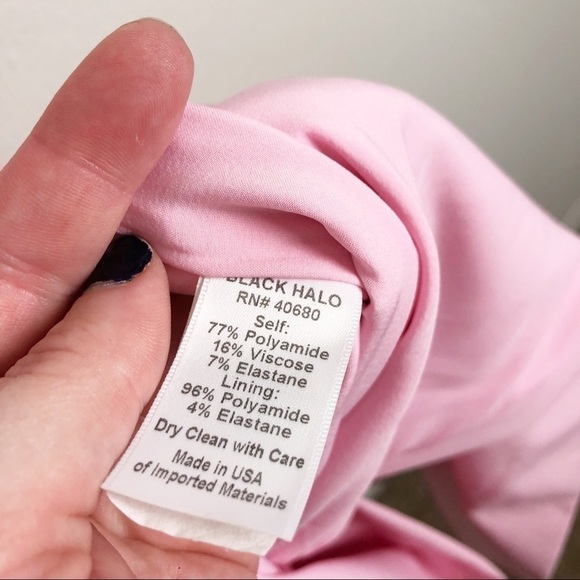 BLACK HALO
RN# 40680
Self:
77% Polyamide
16% Viscose
7% Elastane
Lining:
96% Polyamide
4% Elastane
Dry Clean with Care
Made in USA
of Imported Materials